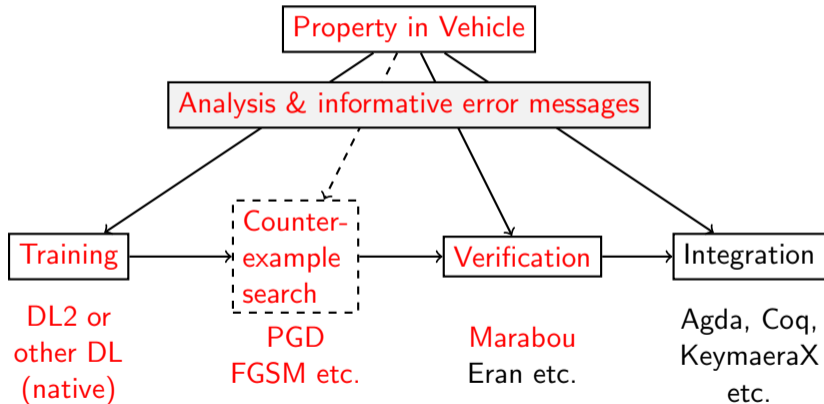 Property in Vehicle
Analysis & informative error messages
Training
Counter-
example
search
Verification
Integration
DL2 or
other DL
(native)
PGD
FGSM etc.
Marabou
Eran etc.
Agda, Coq,
KeymaeraX
etc.